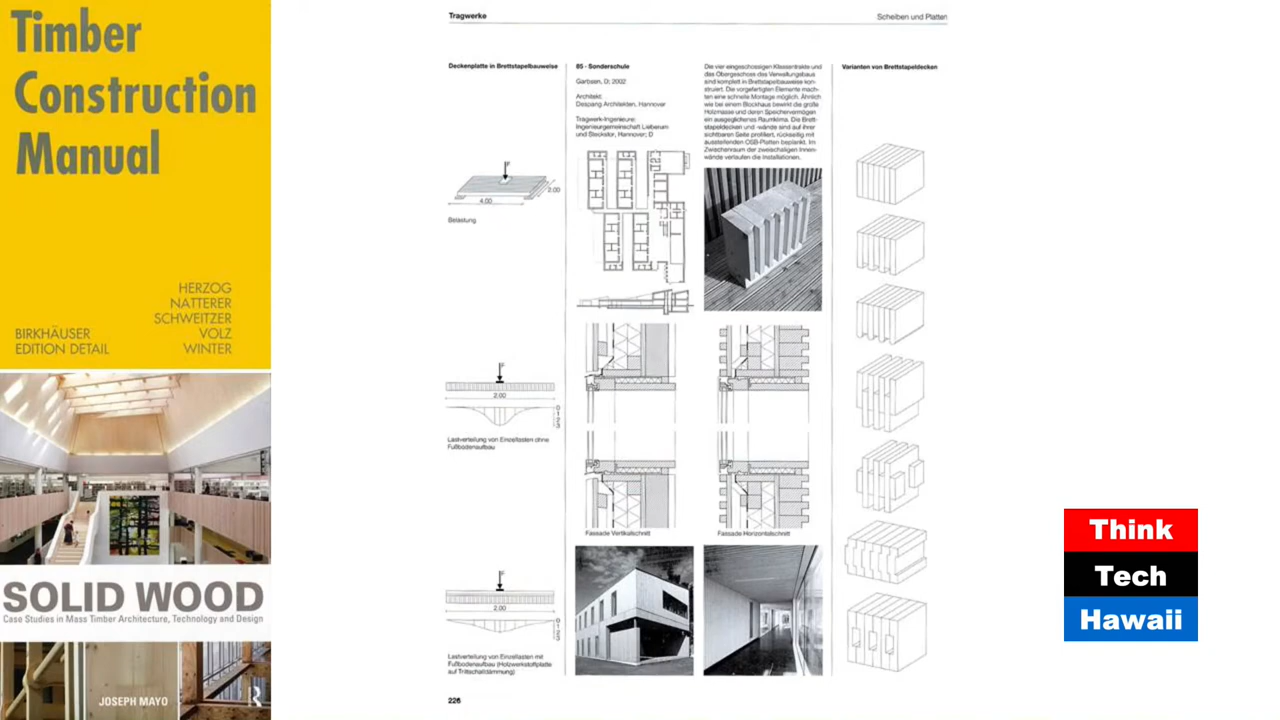 Timber
Construction
Manual
HERZOG
NATTERER
SCHWEITZER
BIRKHÄUSER VOLZ
EDITION DETAIL WINTER
SOLID WOOD
Case Studies in Mass Timber Architecture, Technology and Design
JOSEPH MAYO
R
Tragwerke
Scheiben und Platten
Deckenplatte in Brettstapelbauweise
F
2.00
4.00
Belastung
F
2.00
Lastverteilung von Einzellasten ohne
Fußbodenaufbau
F
2.00
Lastverteilung von Einzellasten mit
Fußbodenaufbau (Holzwerkstoffplatte
auf Trittschalldämmung)
226
85 - Sonderschule
Garbsen, D; 2002
Architekt:
Despang Architekten, Hannover
Tragwerk-Ingenieure:
Ingenieurgemeinschaft Lieberum
und Steckstor, Hannover; D
Fassade Vertikalschnitt
Die vier eingeschossigen Klassentrakte und
das Obergeschoss des Verwaltungsbaus
sind komplett in Brettstapelbauweise kon-
struiert. Die vorgefertigten Elemente mach-
ten eine schnelle Montage möglich. Ähnlich
wie bei einem Blockhaus bewirkt die große
Holzmasse und deren Speichervermögen
ein ausgeglichenes Raumklima. Die Brett-
stapeldecken und -wände sind auf ihrer
sichtbaren Seite profiliert, rückseitig mit
aussteifenden OSB-Platten beplankt. Im
Zwischenraum der zweischaligen Innen-
wände verlaufen die Installationen.
Fassade Horizontalschnitt
Varianten von Brettstapeldecken
Think
Tech
Hawaii